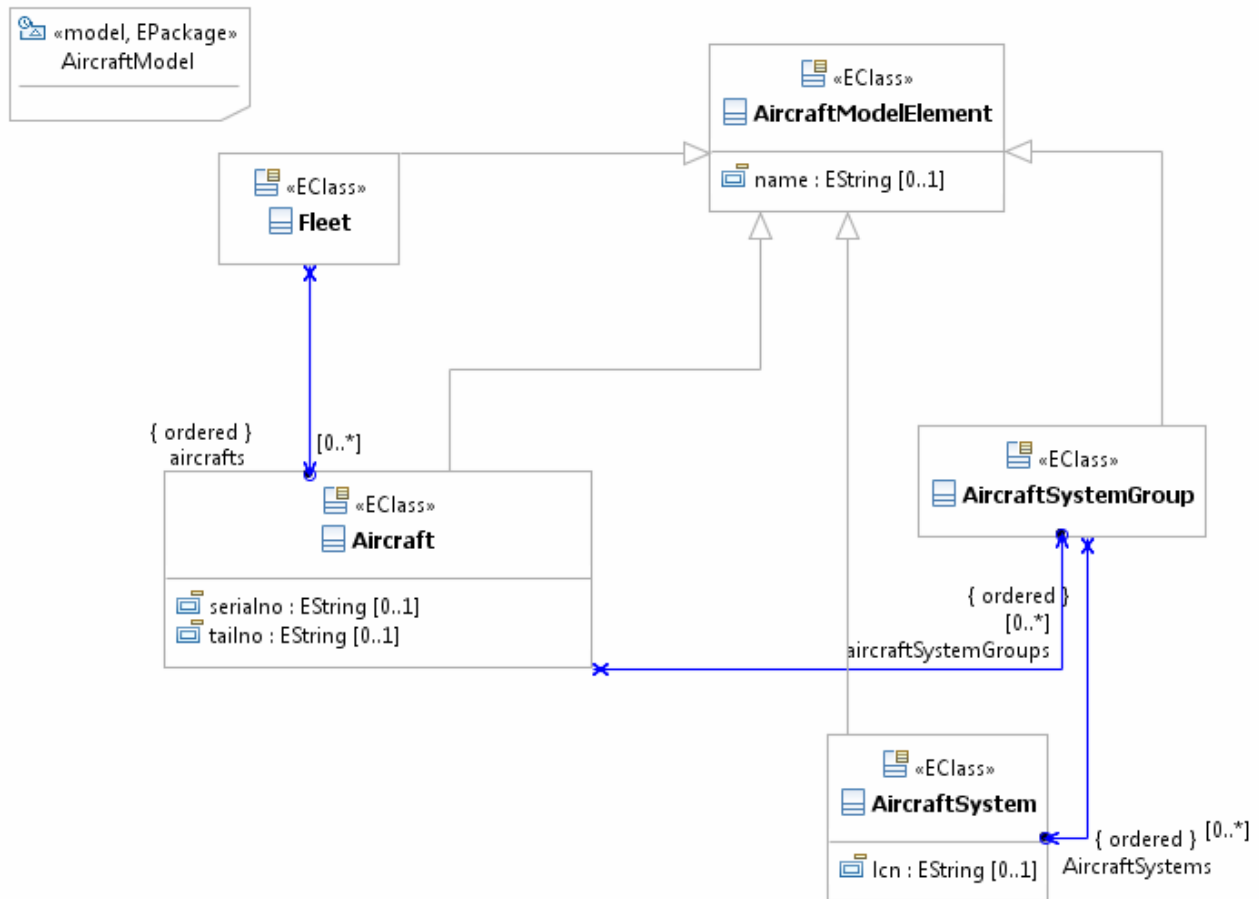 «model, EPackage»
AircraftModel
«EClass»
AircraftModelElement
name : EString [0..1]
«EClass»
Fleet
{ ordered }
aircrafts
[0..*]
«EClass»
Aircraft
serialno : EString [0..1]
tailno : EString [0..1]
«EClass»
AircraftSystemGroup
{ ordered }
[0..*]
aircraftSystemGroups
«EClass»
AircraftSystem
lcn : EString [0..1]
{ ordered }
[0..*]
AircraftSystems